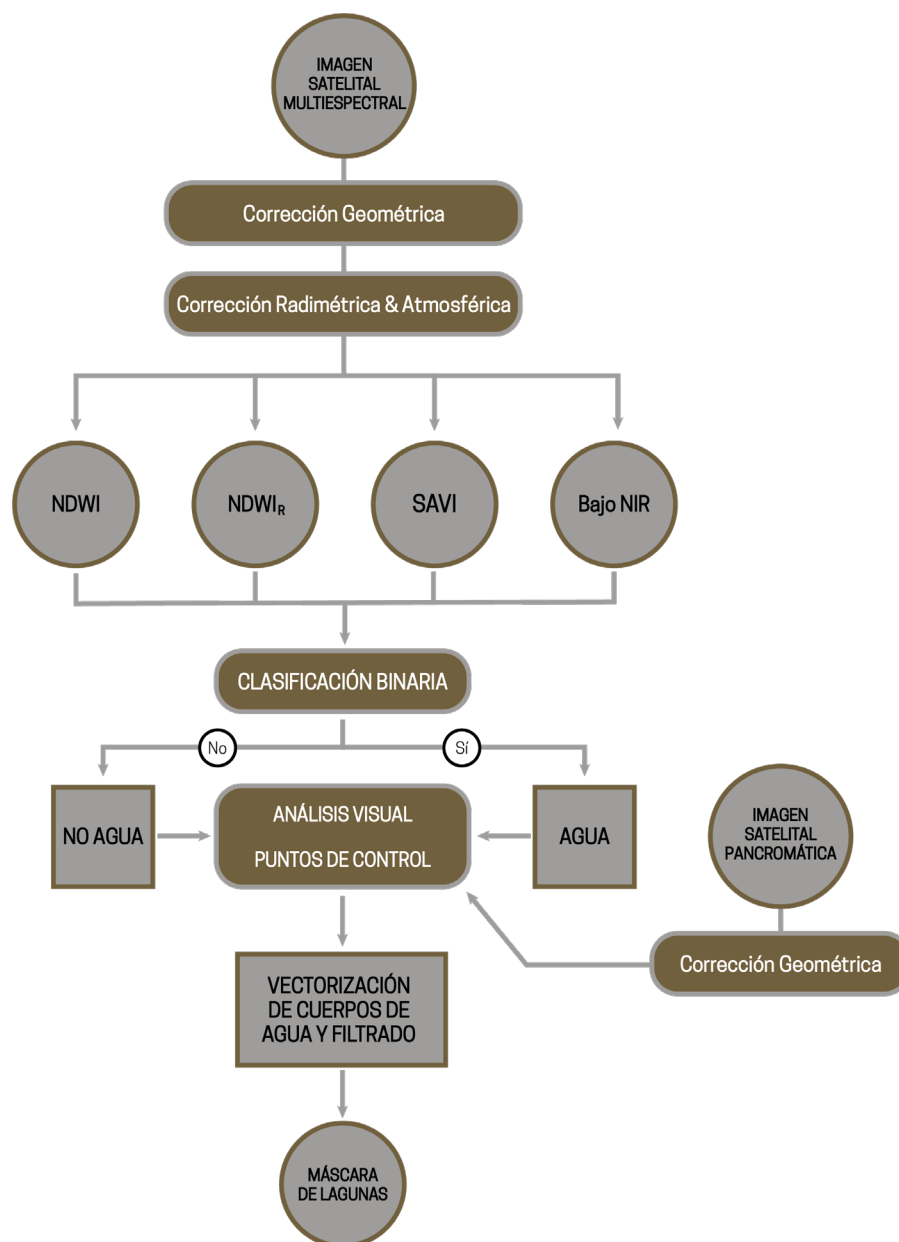 IMAGEN
SATELITAL
MULTIESPECTRAL
Corrección Geométrica
Corrección Radimétrica & Atmosférica
NDWI
NDWIR
SAVI
Bajo NIR
CLASIFICACIÓN BINARIA
No
Sí
NO AGUA
ANÁLISIS VISUAL
PUNTOS DE CONTROL
AGUA
IMAGEN
SATELITAL
PANCROMÁTICA
Corrección Geométrica
VECTORIZACIÓN
DE CUERPOS DE
AGUA Y FILTRADO
MÁSCARA
DE LAGUNAS